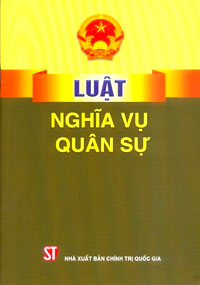 LUẬT
NGHĨA VỤ
QUÂN SỰ
ST
NHÀ XUẤT BẢN CHÍNH TRỊ QUỐC GIA